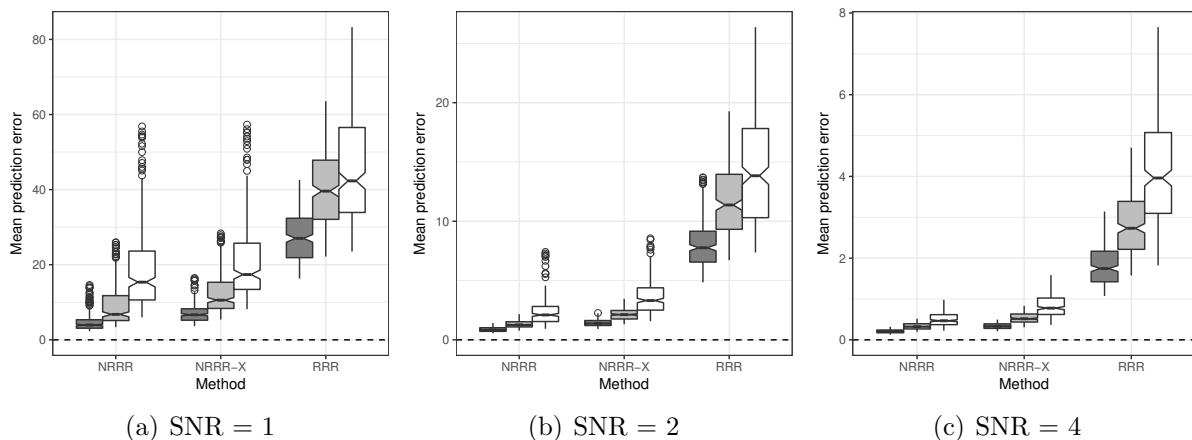 Mean prediction error
80
60
40
20
0
NRRR
NRRR−X
RRR
Method
(a) SNR = 1
Mean prediction error
20
10
0
NRRR
NRRR−X
RRR
Method
(b) SNR = 2
Mean prediction error
8
6
4
2
0
NRRR
NRRR−X
RRR
Method
(c) SNR = 4